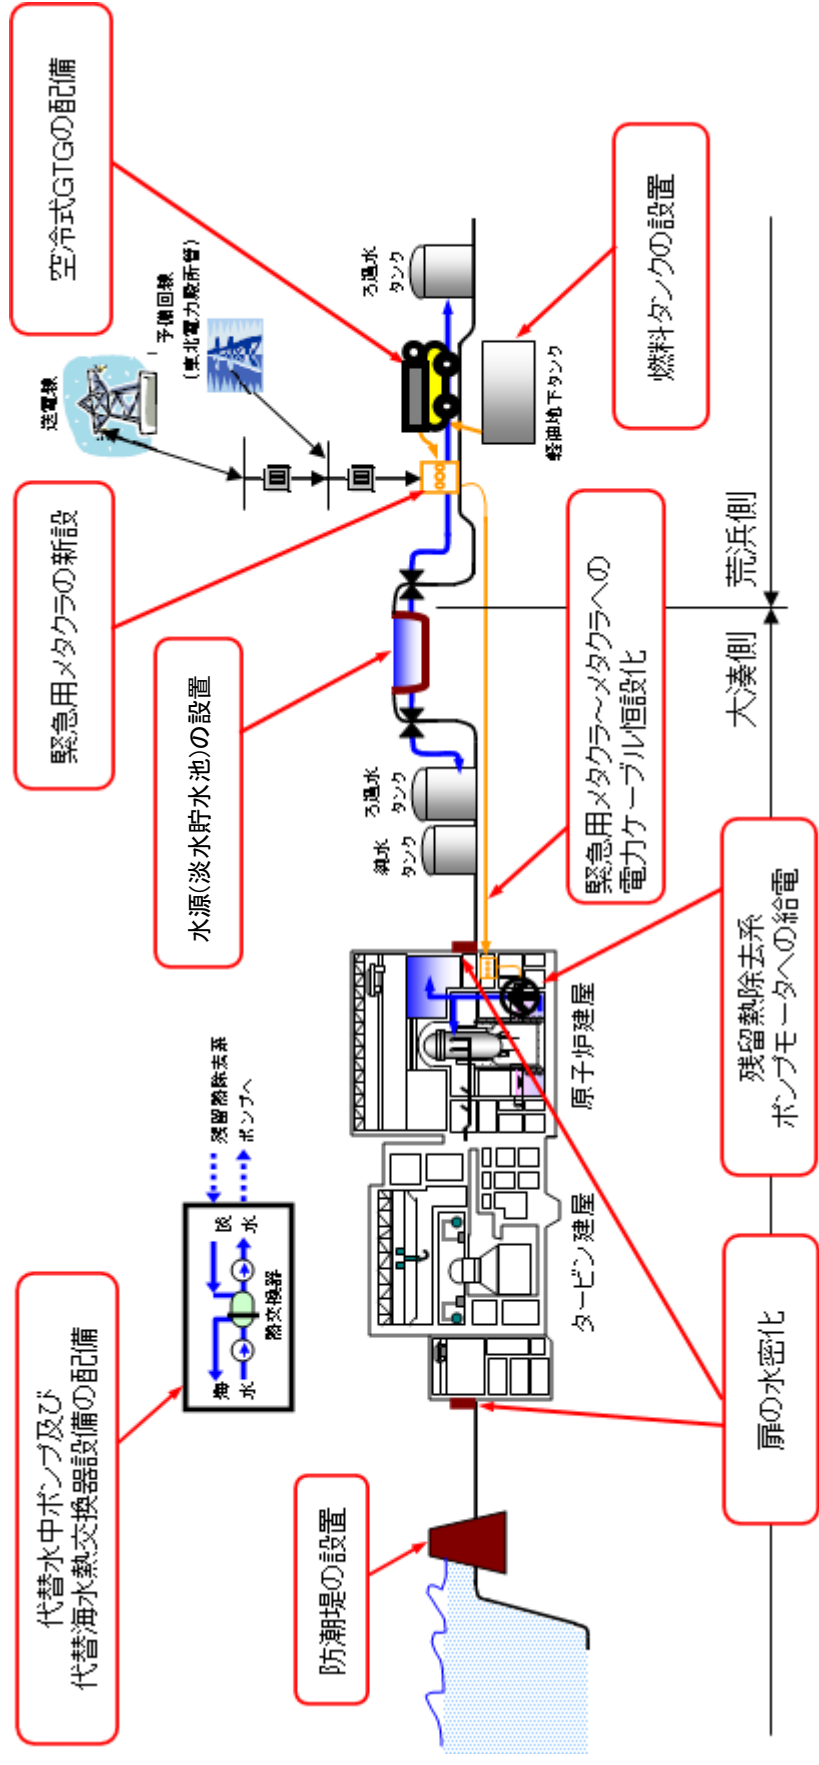 代替水中ポンプ及び
代替海水熱交換器設備の配備
防潮堤の設置
海水
淡水
熱交換器
残留熱除去系
ポンプへ
水源(淡水貯水池)の設置
緊急用メタクラの新設
空冷式GTGの配備
送電線
予備回線
(東北電力殿所管)
純水
タンク
ろ過水
タンク
ろ過水
タンク
軽油地下タンク
タービン建屋
原子炉建屋
扉の水密化
残留熱除去系
ポンプモータへの給電
緊急用メタクラ～メタクラへの
電力ケーブル恒設化
燃料タンクの設置
大湊側
荒浜側